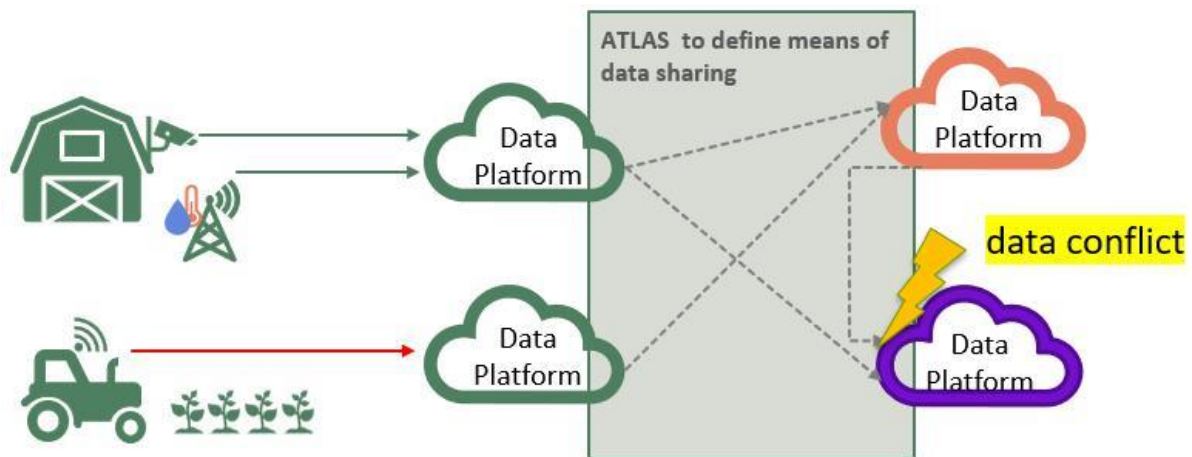 ATLAS to define means of
data sharing
Data
Platform
Data
Platform
data conflict
Data
Platform
Data
Platform